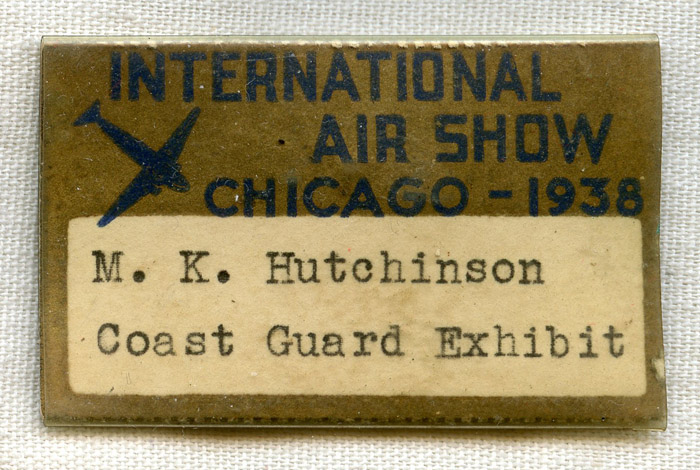 INTERNATIONAL
AIR SHOW
CHICAGO - 1938
M. K. Hutchinson
Coast Guard Exhibit